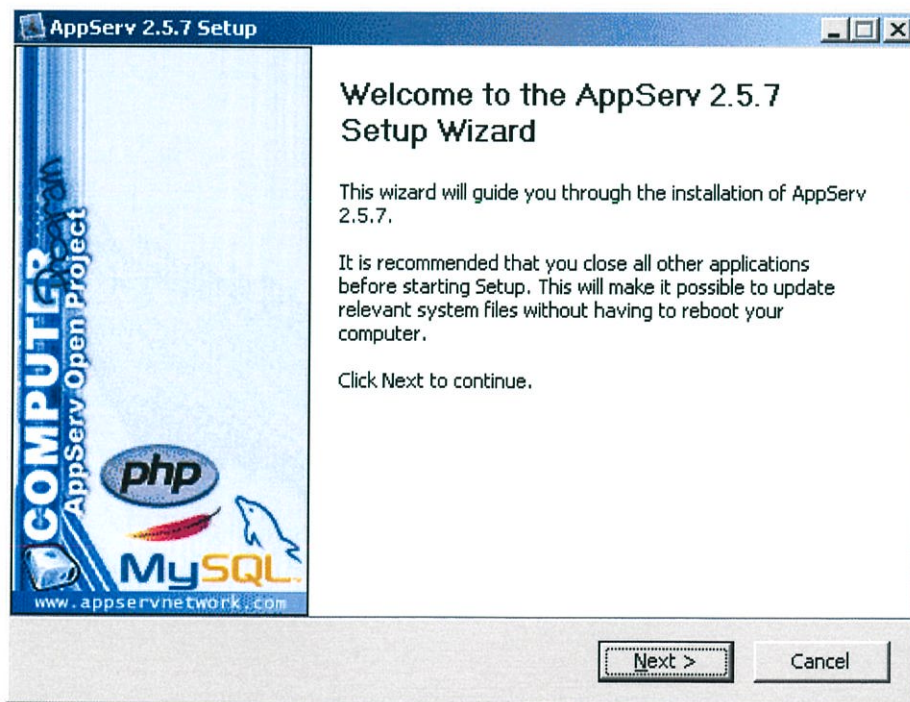 AppServ 2.5.7 Setup
Welcome to the AppServ 2.5.7
Setup Wizard
This wizard will guide you through the installation of AppServ
2.5.7.
It is recommended that you close all other applications
before starting Setup. This will make it possible to update
relevant system files without having to reboot your
computer.
Click Next to continue.
COMPUTER
program
AppServ Open Project
php
MySQL
www.appservnetwork.com
Next >
Cancel